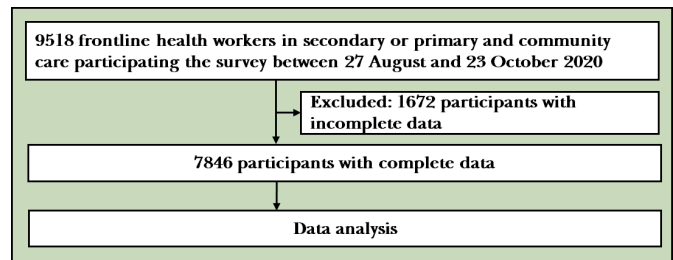 9518 frontline health workers in secondary or primary and community
care participating the survey between 27 August and 23 October 2020
Excluded: 1672 participants with
incomplete data
7846 participants with complete data
Data analysis